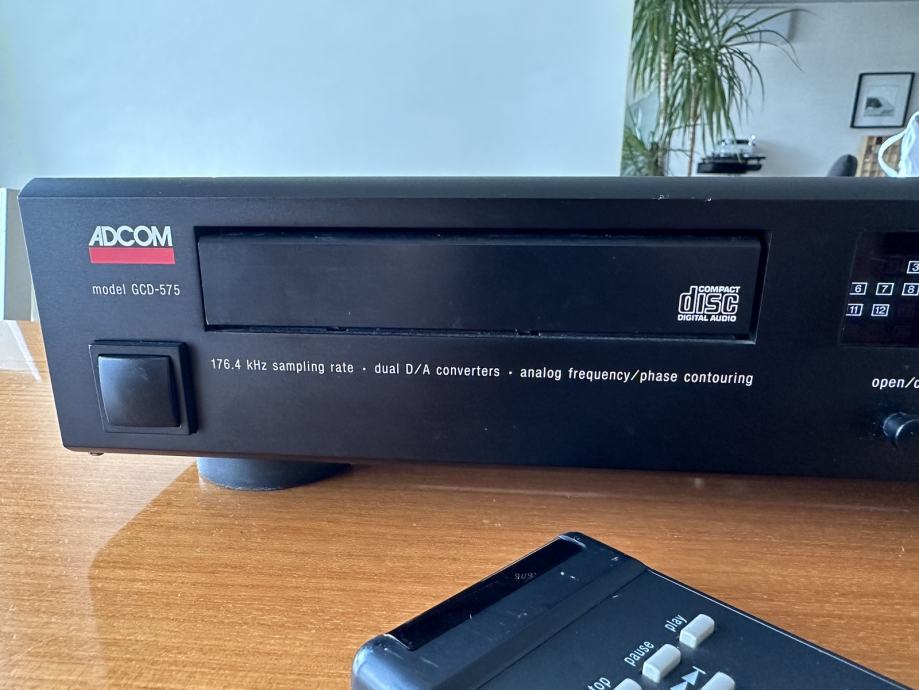 ADCOM
model GCD-575
COMPACT
disc
DIGITAL AUDIO
3
6 7 8
11 12
176.4 kHz sampling rate · dual D/A converters · analog frequency/phase contouring
open/c
play
pause